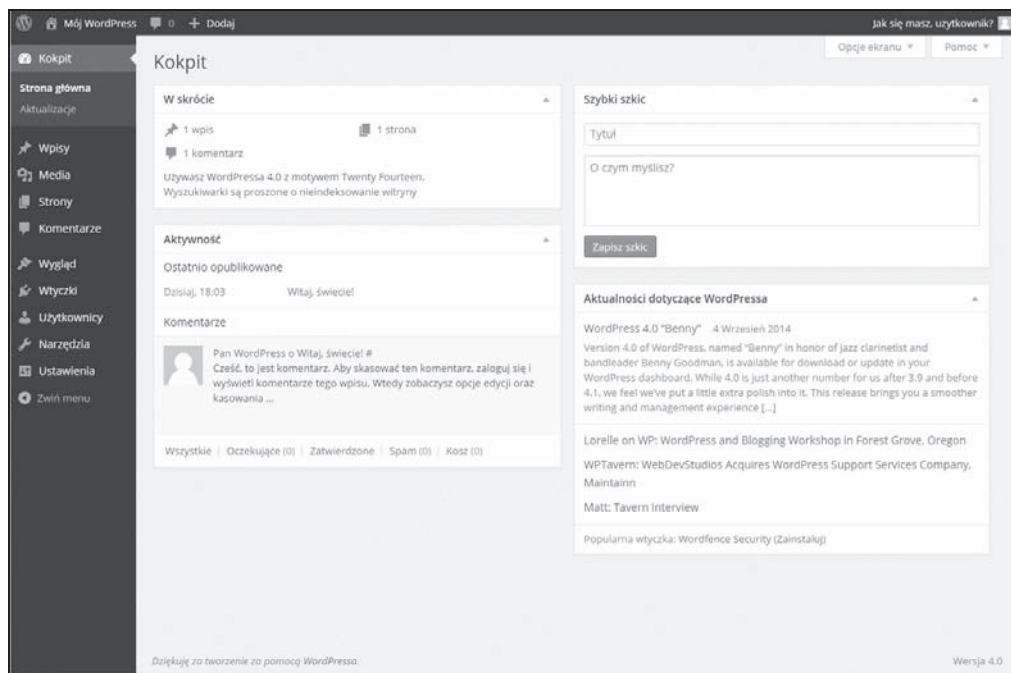 Mój WordPress 0 + Dodaj
Jak się masz, uzytkownik?
Kokpit
Strona główna
Aktualizacje
Wpisy
Media
Strony
Komentarze
Wygląd
Wtyczki
Użytkownicy
Narzędzia
Ustawienia
Zwiń menu
Opcje ekranu
Pomoc
Kokpit
W skrócie
1 wpis
1 strona
1 komentarz
Używasz WordPressa 4.0 z motywem Twenty Fourteen.
Wyszukiwarki są proszone o nieindeksowanie witryny
Aktywność
Ostatnio opublikowane
Dzisiaj, 18:03 Witaj, świecie!
Komentarze
Pan WordPress o Witaj, świecie! #
Cześć, to jest komentarz. Aby skasować ten komentarz, zaloguj się i
wyświetl komentarze tego wpisu. Wtedy zobaczysz opcje edycji oraz
kasowania ...
Wszystkie | Oczekujące (0) | Zatwierdzone | Spam (0) | Kosz (0)
Szybki szkic
Tytuł
O czym myślisz?
Zapisz szkic
Aktualności dotyczące WordPressa
WordPress 4.0 "Benny" 4 Wrzesień 2014
Version 4.0 of WordPress, named "Benny" in honor of jazz clarinetist and
bandleader Benny Goodman, is available for download or update in your
WordPress dashboard. While 4.0 is just another number for us after 3.9 and before
4.1, we feel we've put a little extra polish into it. This release brings you a smoother
writing and management experience [...]
Lorelle on WP: WordPress and Blogging Workshop in Forest Grove, Oregon
WPTavern: WebDevStudios Acquires WordPress Support Services Company,
Maintainn
Matt: Tavern Interview
Popularna wtyczka: Wordfence Security (Zainstaluj)
Dziękuję za tworzenie za pomocą WordPressa.
Wersja 4.0